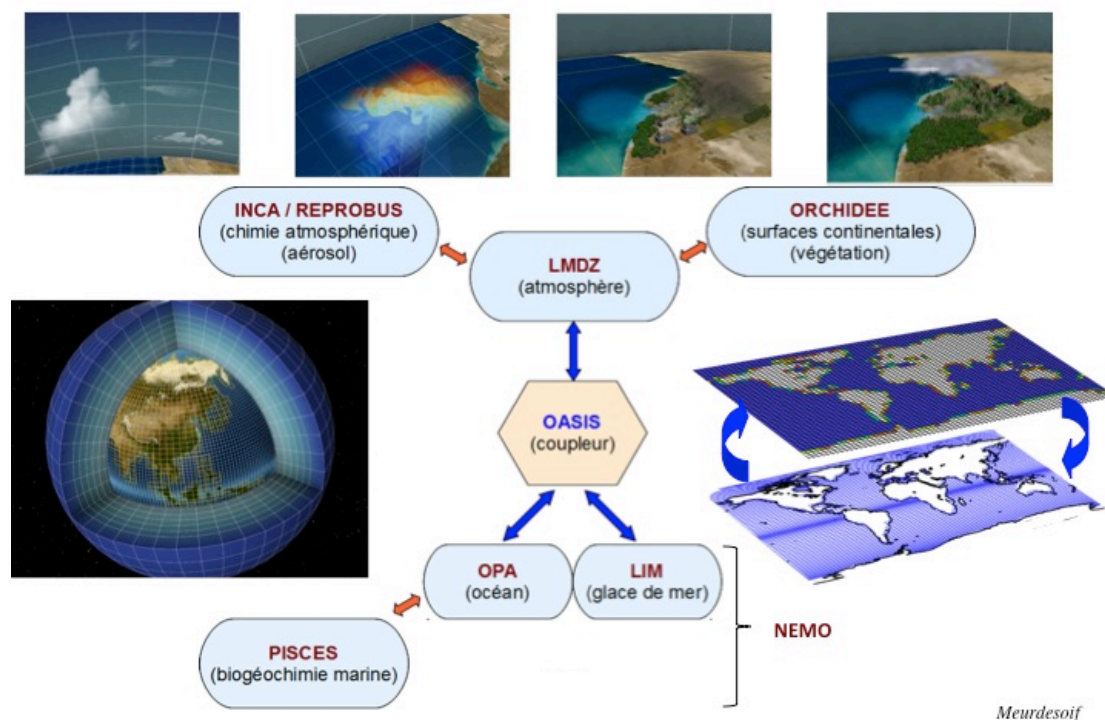 INCA / REPROBUS
(chimie atmosphérique)
(aérosol)
ORCHIDEE
(surfaces continentales)
(végétation)
LMDZ
(atmosphère)
OASIS
(coupleur)
OPA
(océan)
LIM
(glace de mer)
NEMO
PISCES
(biogéochimie marine)
Meurdesoif